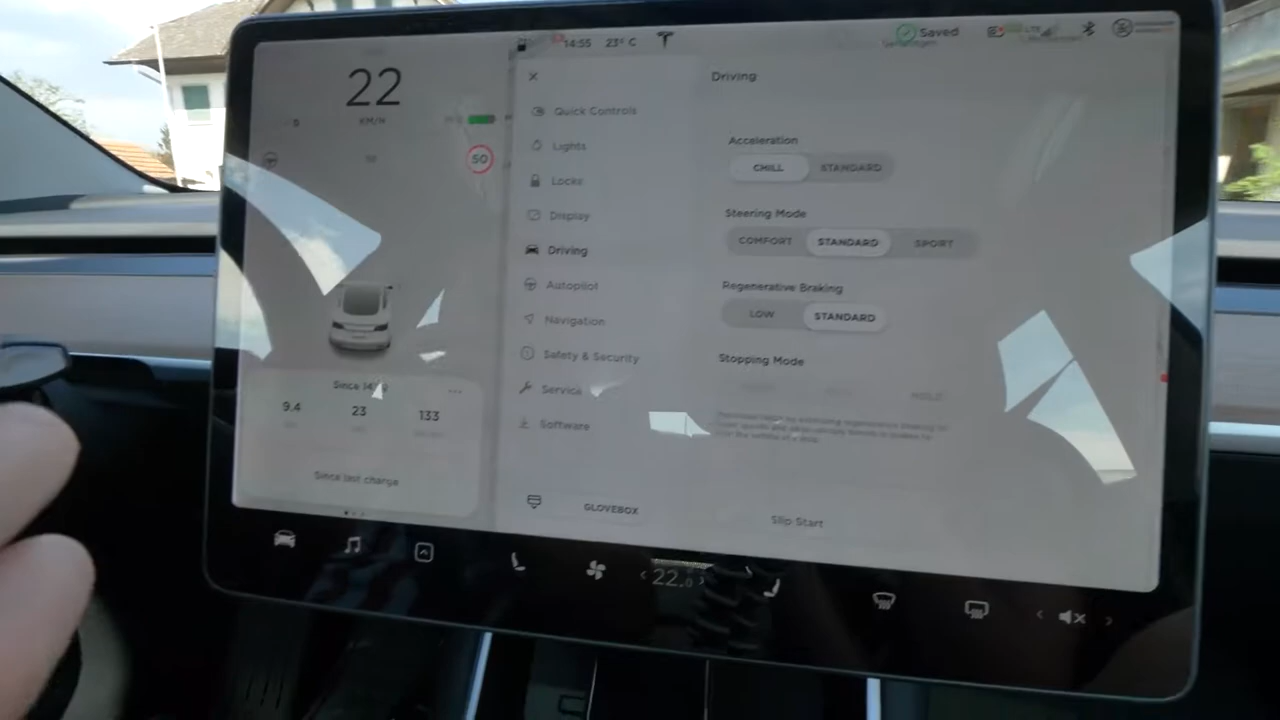 22
KM/H
50
Since 14:
9.4
23
133
Since last charge
14:55 23° C
Saved
LTE
Quick Controls
Lights
Locks
Display
Driving
Autopilot
Navigation
Safety & Security
Service
Software
GLOVEBOX
Driving
Acceleration
CHILL STANDARD
Steering Mode
COMFORT STANDARD SPORT
Regenerative Braking
LOW STANDARD
Stopping Mode
HOLD
Slip Start
22.0